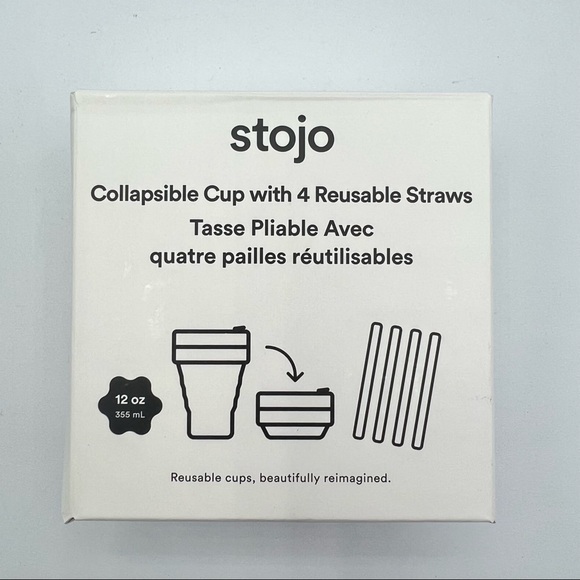 stojo
Collapsible Cup with 4 Reusable Straws
Tasse Pliable Avec
quatre pailles réutilisables
12 oz
355 mL
Reusable cups, beautifully reimagined.